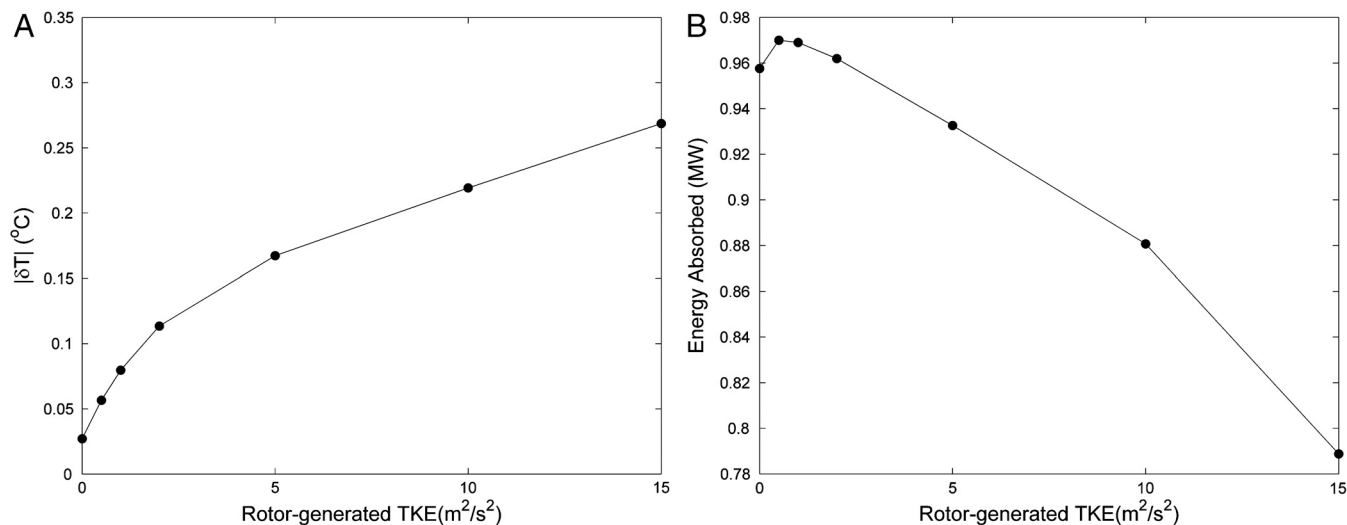 A
0.35
0.3
0.25
0.2
0.15
0.1
0.05
0
|δT| (°C)
0 5 10 15
Rotor-generated TKE(m²/s²)
B
0.98
0.96
0.94
0.92
0.9
0.88
0.86
0.84
0.82
0.8
0.78
Energy Absorbed (MW)
0 5 10 15
Rotor-generated TKE(m²/s²)